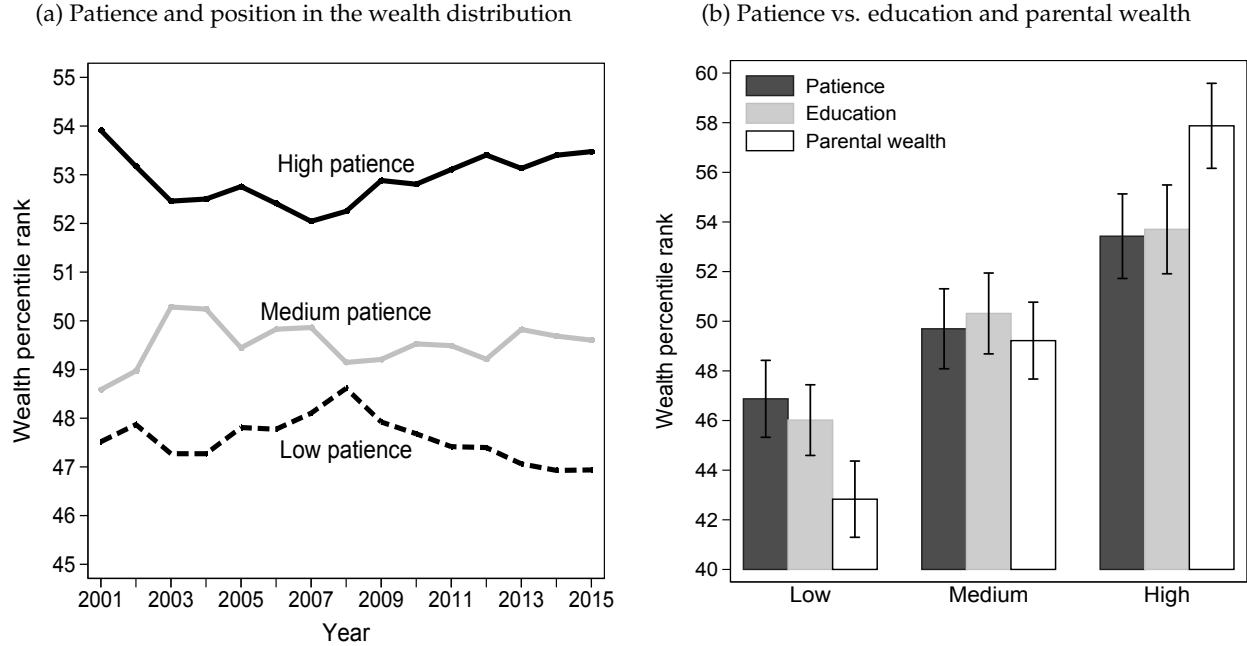 (a) Patience and position in the wealth distribution
55
54
53
52
51
50
49
48
47
46
45
Wealth percentile rank
High patience
Medium patience
Low patience
2001 2003 2005 2007 2009 2011 2013 2015
Year
(b) Patience vs. education and parental wealth
60
58
56
54
52
50
48
46
44
42
40
Wealth percentile rank
Patience
Education
Parental wealth
Low Medium High